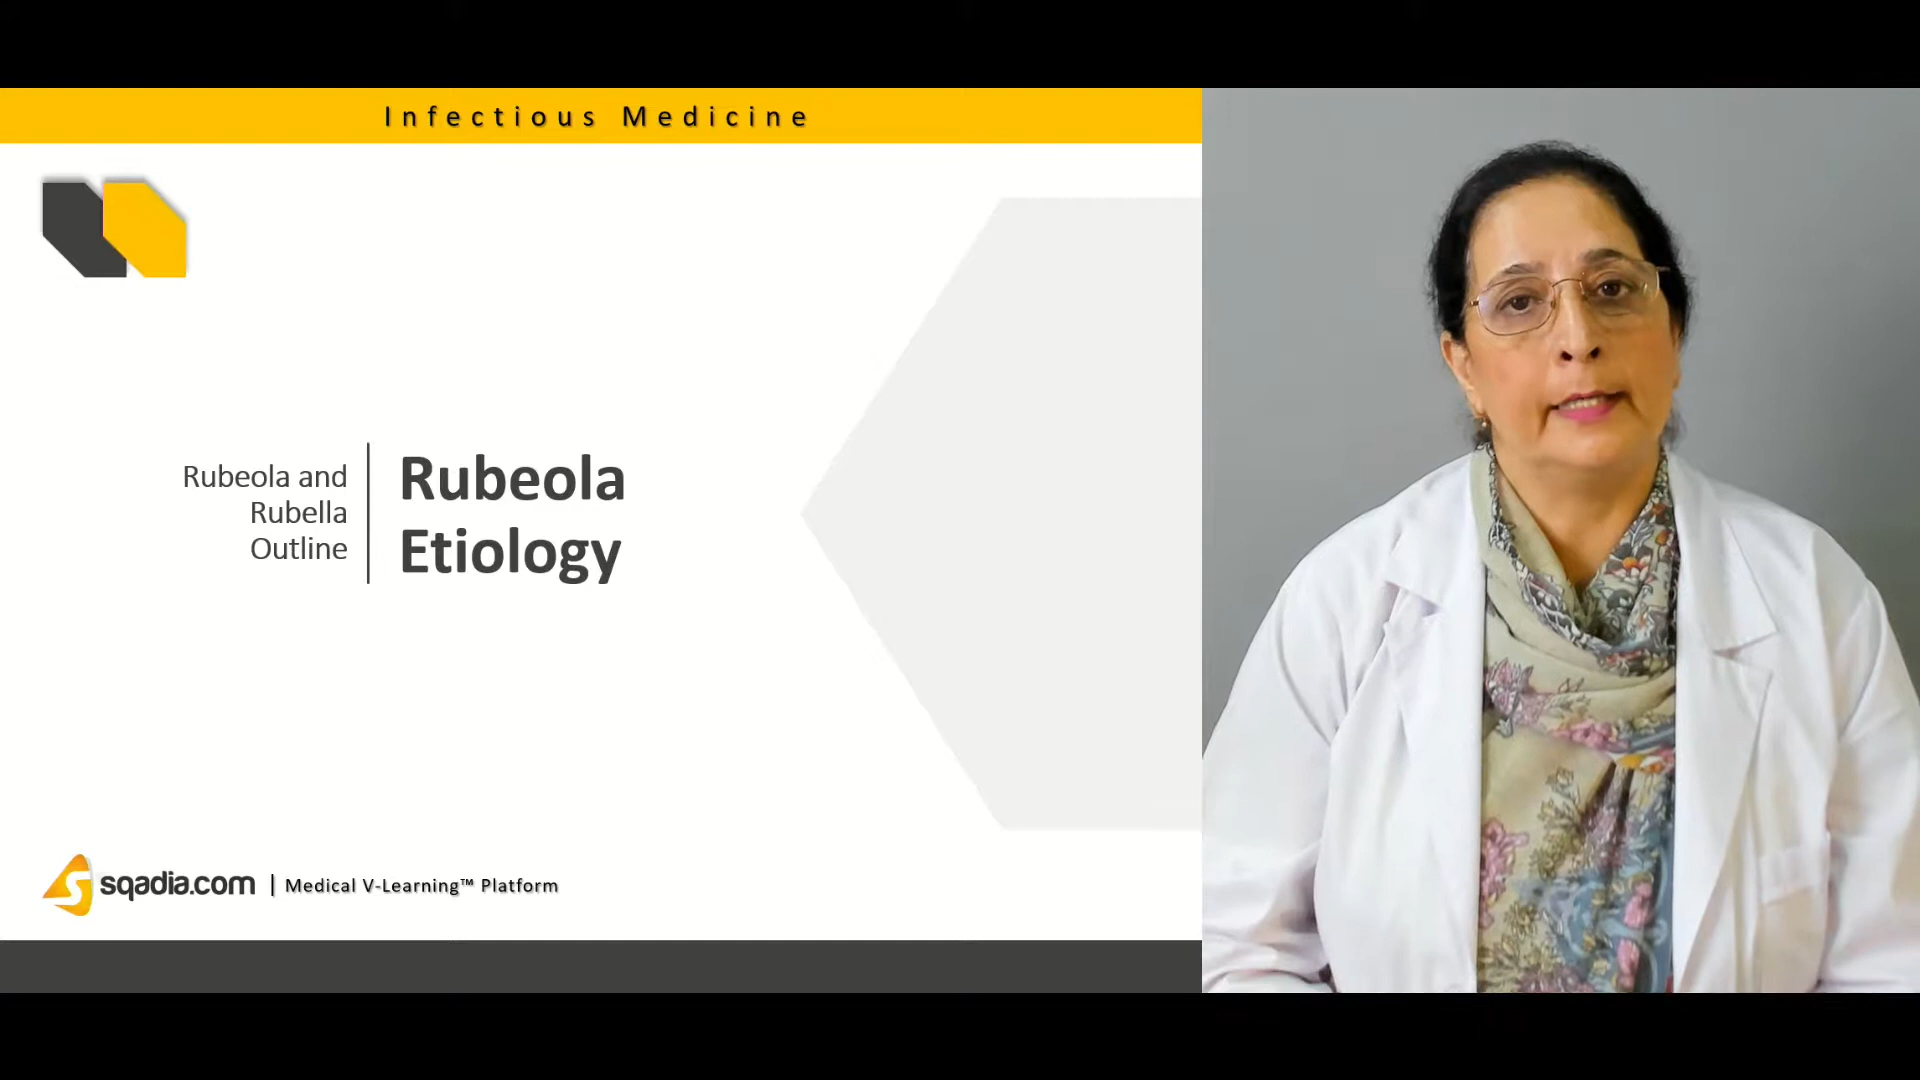 Infectious Medicine
Rubeola and
Rubella
Outline
Rubeola
Etiology
sqadia.com | Medical V-Learning™ Platform